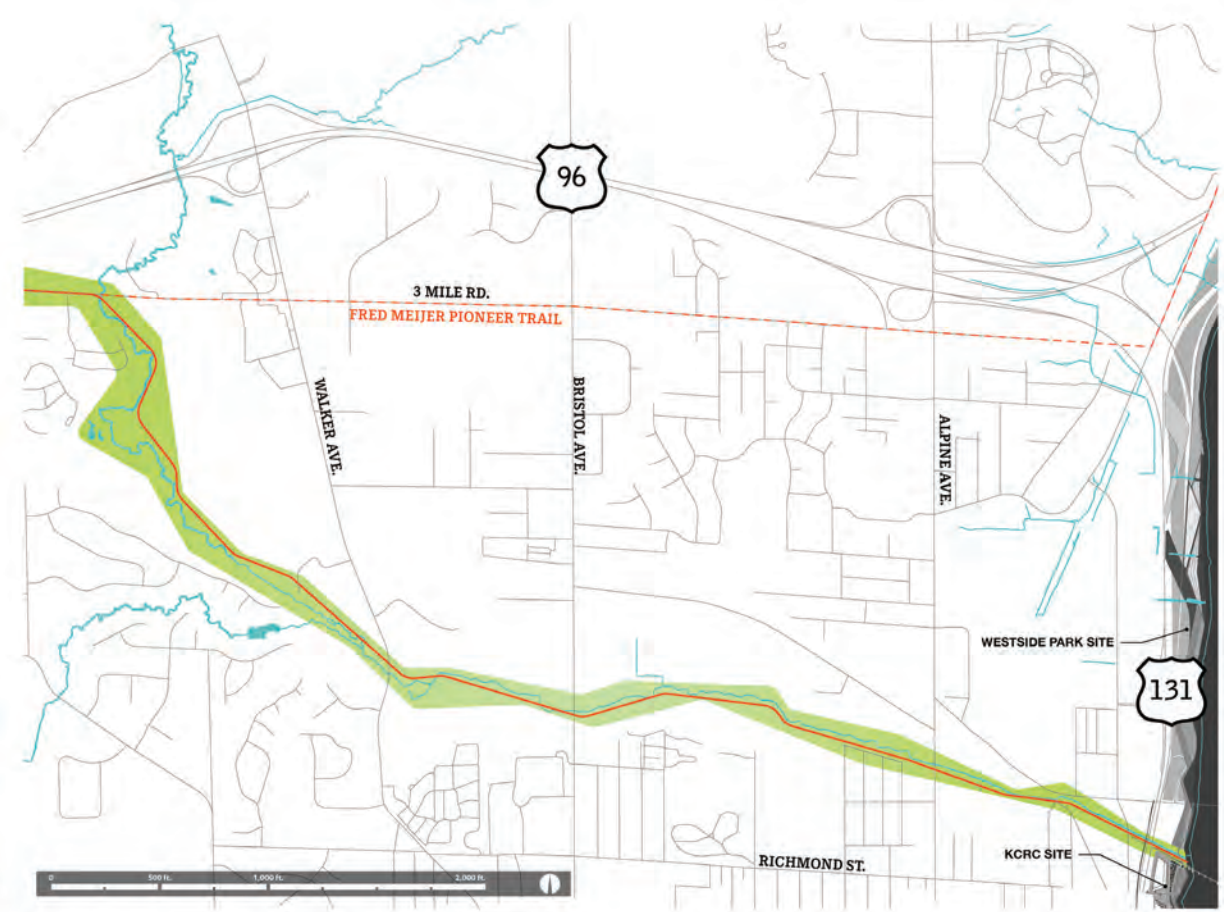 96
3 MILE RD.
FRED MEIJER PIONEER TRAIL
WALKER AVE.
BRISTOL AVE.
ALPINE AVE.
WESTSIDE PARK SITE
131
KCRC SITE
RICHMOND ST.
0 500 ft. 1,000 ft. 2,000 ft.